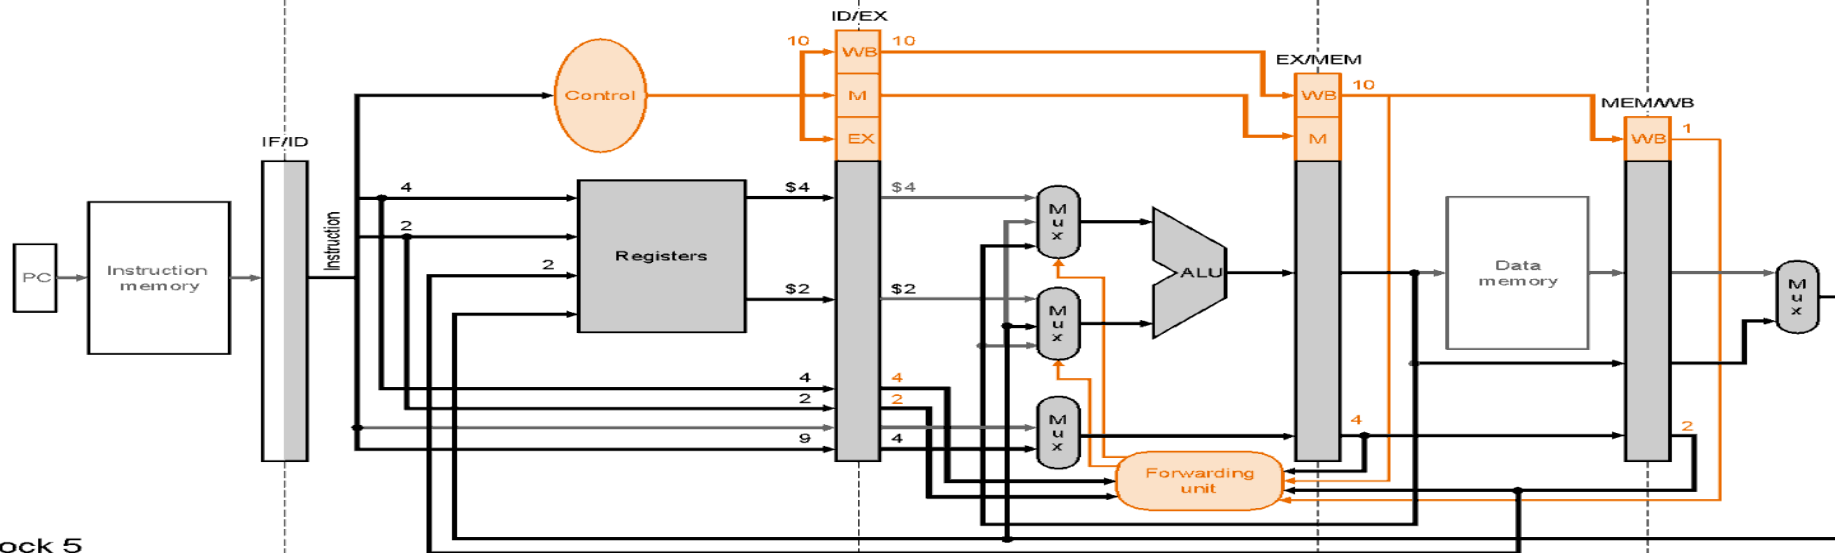 ID/EX
10
WB
10
EX/MEM
Control
M
WB
10
MEM/WB
IF/ID
EX
M
WB
1
4
$4
$4
M
u
x
2
Instruction
PC
Instruction
memory
Registers
2
ALU
Data
memory
$2
$2
M
u
x
M
u
x
4
4
2
2
9
4
M
u
x
4
2
Forwarding
unit
ock 5